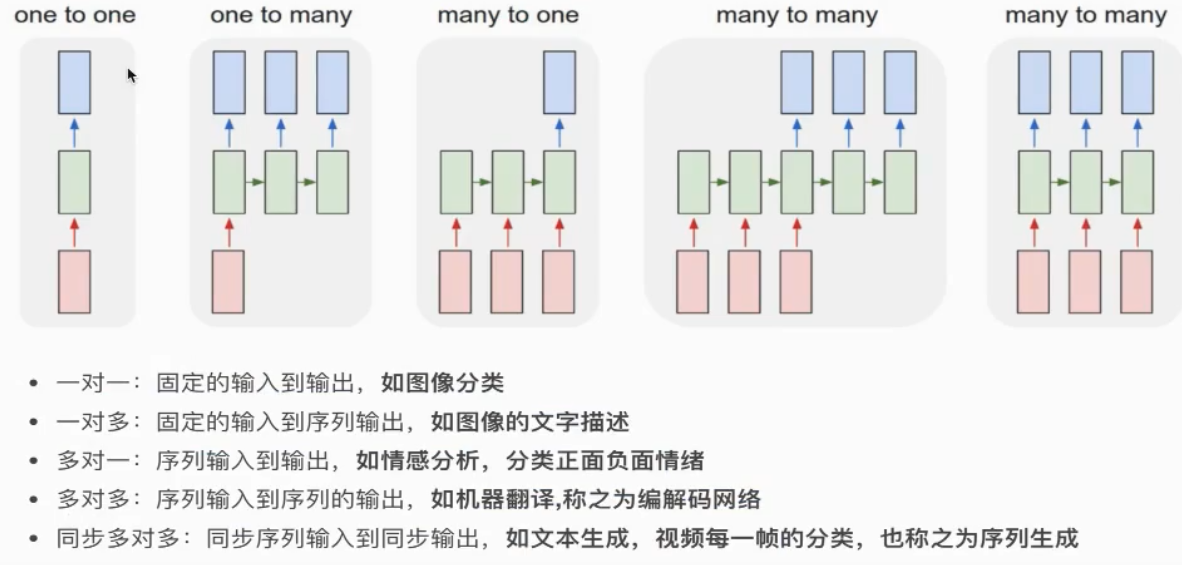 one to one
one to many
many to one
many to many
many to many
• 一对一：固定的输入到输出，如图像分类
• 一对多：固定的输入到序列输出，如图像的文字描述
• 多对一：序列输入到输出，如情感分析，分类正面负面情绪
• 多对多：序列输入到序列的输出，如机器翻译,称之为编解码网络
• 同步多对多：同步序列输入到同步输出，如文本生成，视频每一帧的分类，也称之为序列生成